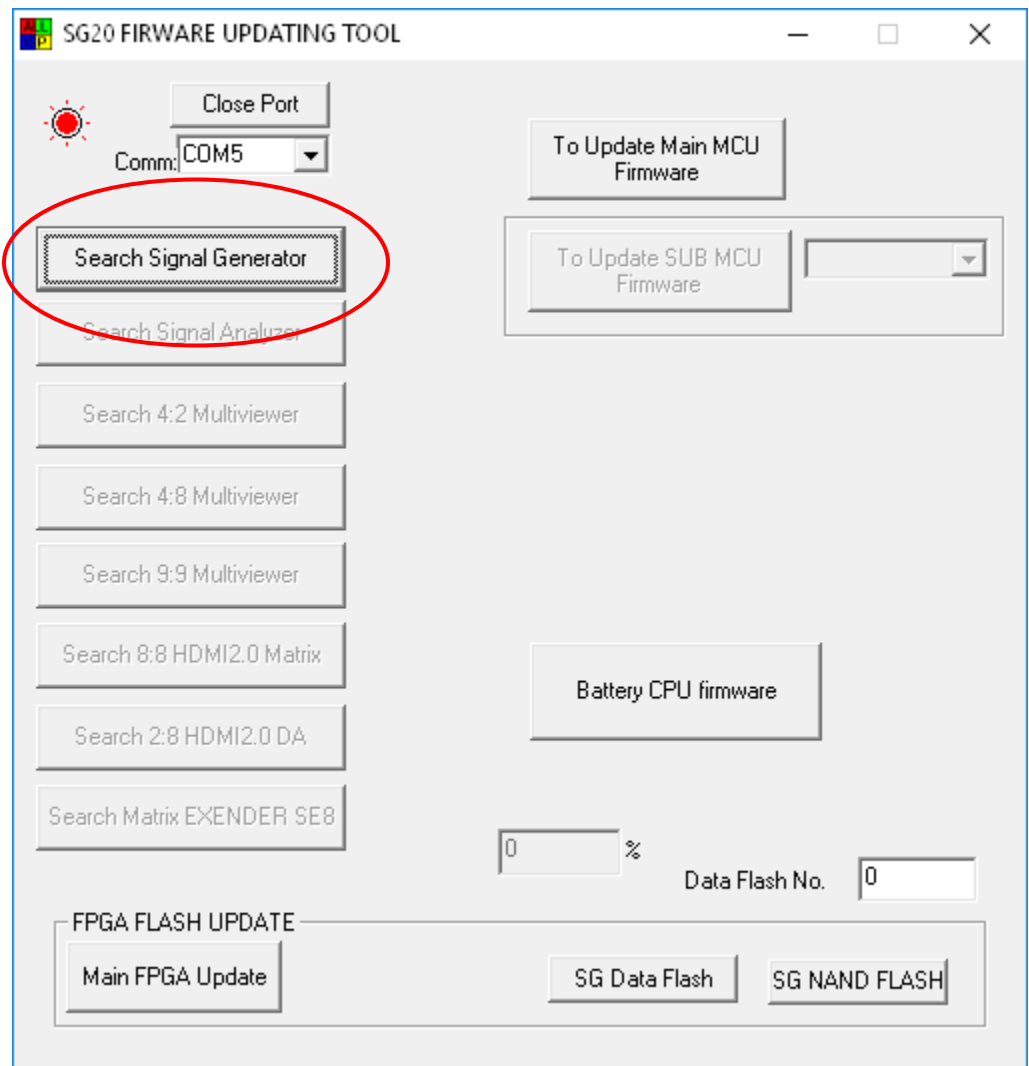 SG20 FIRWARE UPDATING TOOL
Close Port
Comm: COM5
To Update Main MCU
Firmware
Search Signal Generator
To Update SUB MCU
Firmware
Search Signal Analyzer
Search 4:2 Multiviewer
Search 4:8 Multiviewer
Search 9:9 Multiviewer
Search 8:8 HDMI2.0 Matrix
Battery CPU firmware
Search 2:8 HDMI2.0 DA
Search Matrix EXENDER SE8
0 %
Data Flash No. 0
FPGA FLASH UPDATE
Main FPGA Update
SG Data Flash
SG NAND FLASH